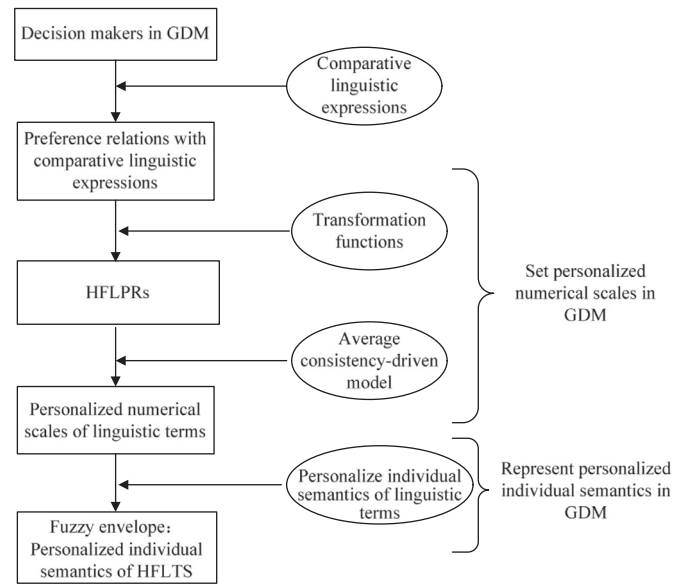 Decision makers in GDM
Comparative
linguistic
expressions
Preference relations with
comparative linguistic
expressions
Transformation
functions
HFLPRs
Set personalized
numerical scales in
GDM
Average
consistency-driven
model
Personalized numerical
scales of linguistic terms
Personalize individual
semantics of linguistic
terms
Represent personalized
individual semantics in
GDM
Fuzzy envelope:
Personalized individual
semantics of HFLTS